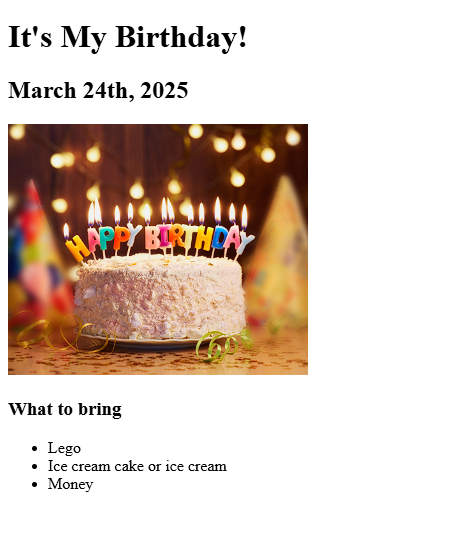 It's My Birthday!
March 24th, 2025
HAPPY BIRTHDAY
What to bring
Lego
Ice cream cake or ice cream
Money